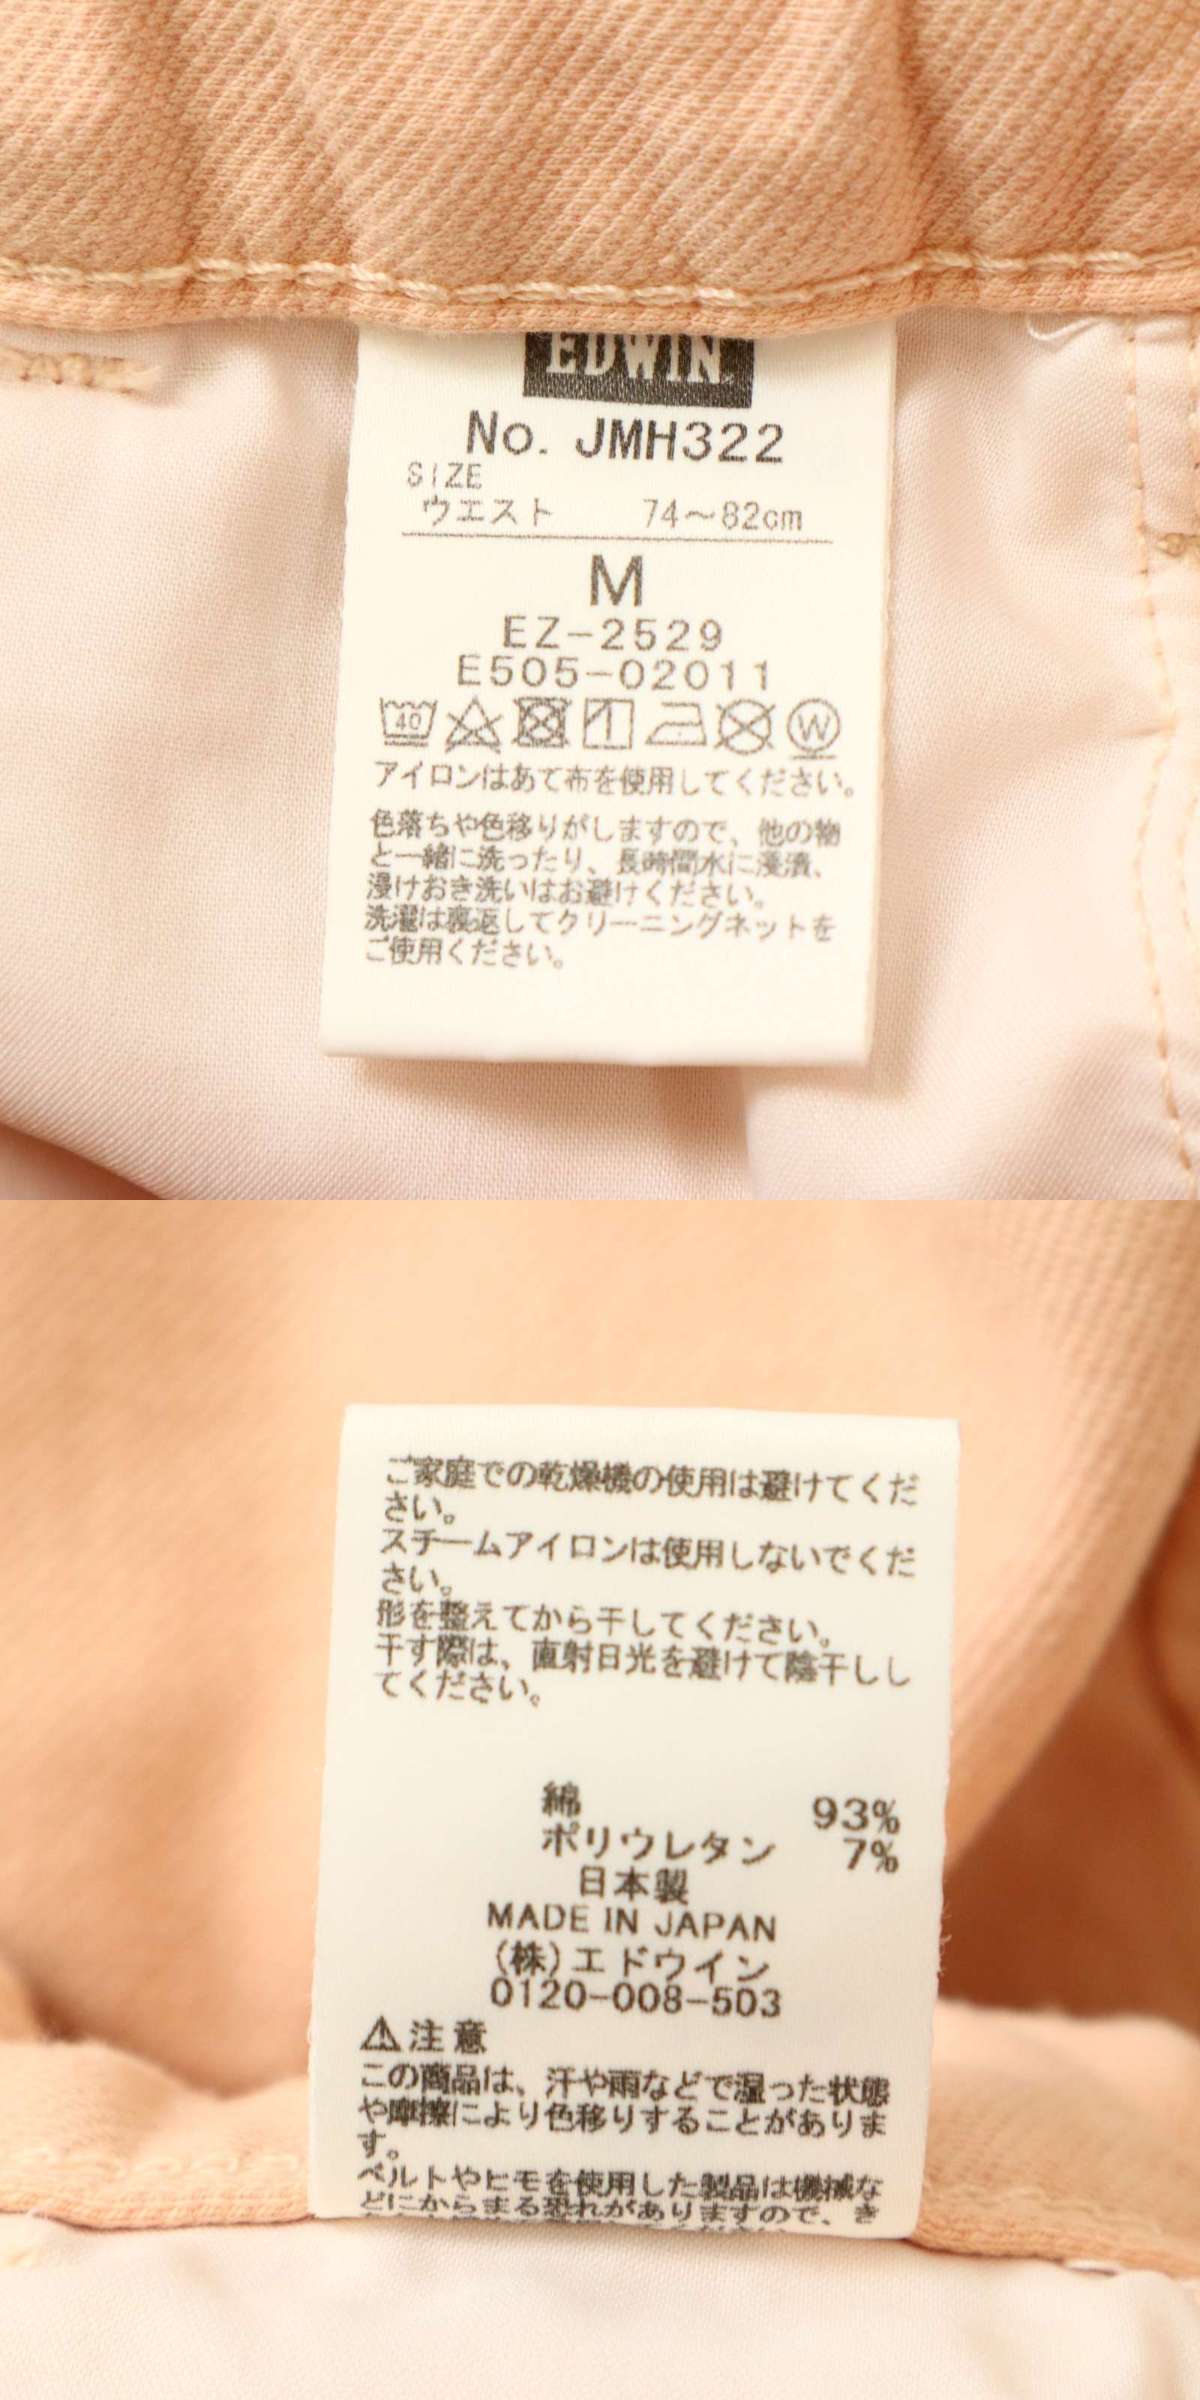 EDWIN
No. JMH322
SIZE
ウエスト 74〜82cm
M
EZ-2529
E505-02011
40 W
アイロンはあて布を使用してください。
色落ちや色移りがしますので、他の物
と一緒に洗ったり、長時間水に浸漬、
浸けおき洗いはお避けください。
洗濯は裏返してクリーニングネットを
ご使用ください。
ご家庭での乾燥機の使用は避けてくだ
さい。
スチームアイロンは使用しないでくだ
さい。
形を整えてから干してください。
干す際は、直射日光を避けて陰干しし
てください。
綿 93%
ポリウレタン 7%
日本製
MADE IN JAPAN
(株)エドウイン
0120-008-503
⚠注意
この商品は、汗や雨などで湿った状態
や摩擦により色移りすることがありま
す。
ベルトやヒモを使用した製品は機械な
どにからまる恐れがありますので、き